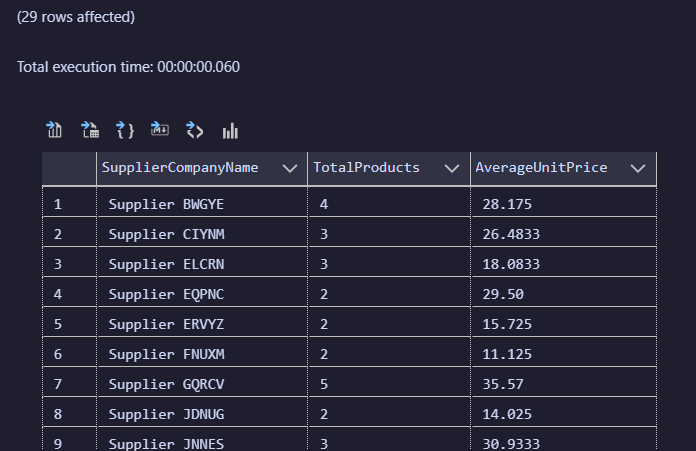 (29 rows affected)
Total execution time: 00:00:00.060
SupplierCompanyName TotalProducts AverageUnitPrice
1 Supplier BWGYE 4 28.175
2 Supplier CIYNM 3 26.4833
3 Supplier ELCRN 3 18.0833
4 Supplier EQPNC 2 29.50
5 Supplier ERVYZ 2 15.725
6 Supplier FNUXM 2 11.125
7 Supplier GQRCV 5 35.57
8 Supplier JDNUG 2 14.025
9 Supplier JNNES 3 30.9333